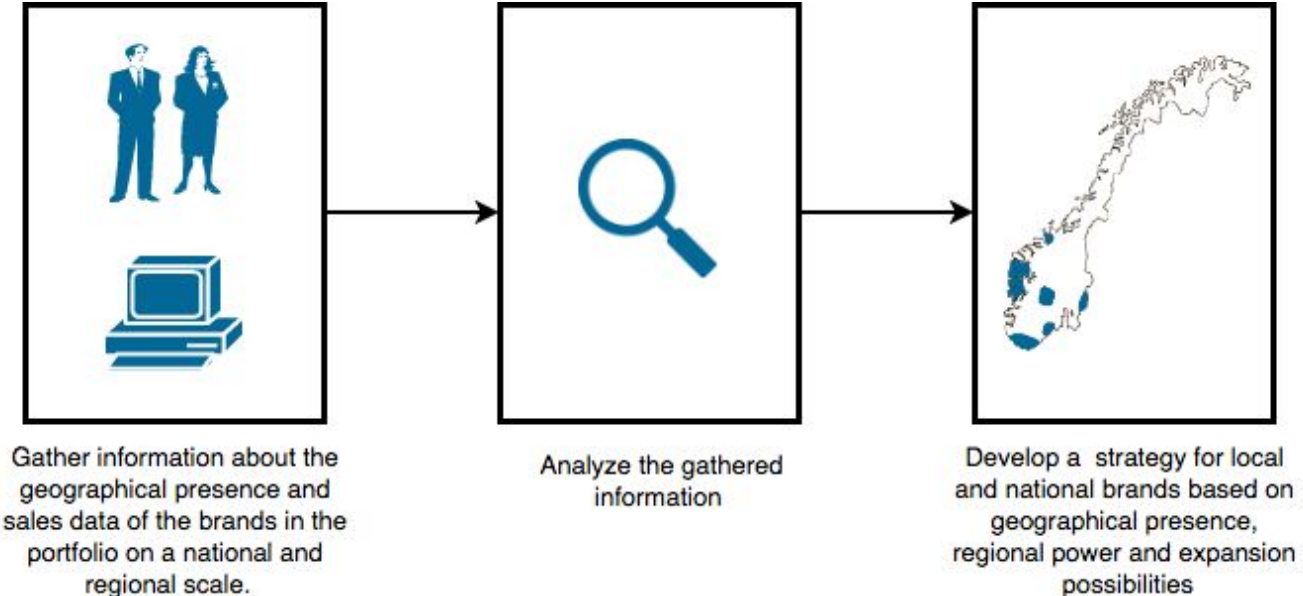 Gather information about the
geographical presence and
sales data of the brands in the
portfolio on a national and
regional scale.
Analyze the gathered
information
Develop a  strategy for local
and national brands based on
geographical presence,
regional power and expansion
possibilities